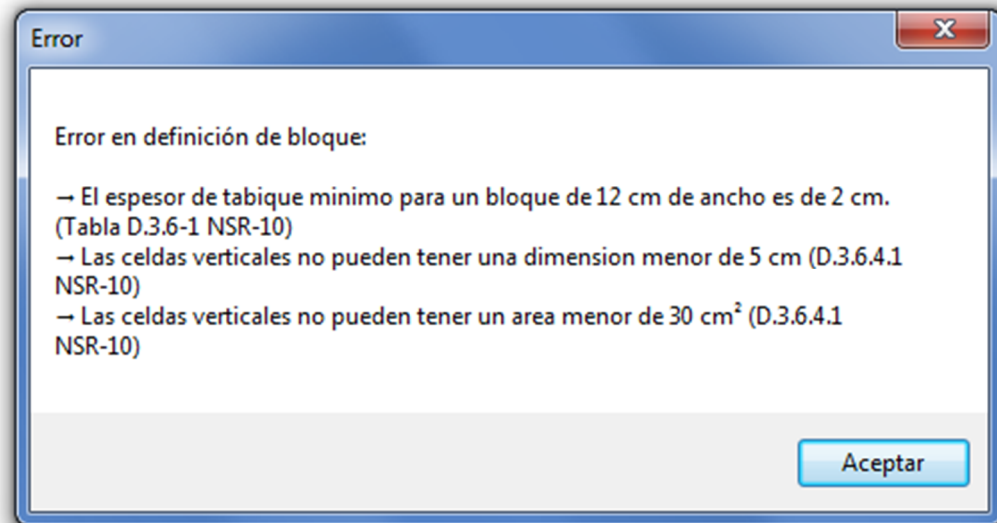 Error
Error en definición de bloque:
→ El espesor de tabique minimo para un bloque de 12 cm de ancho es de 2 cm.
(Tabla D.3.6-1 NSR-10)
→ Las celdas verticales no pueden tener una dimension menor de 5 cm (D.3.6.4.1
NSR-10)
→ Las celdas verticales no pueden tener un area menor de 30 cm² (D.3.6.4.1
NSR-10)
Aceptar